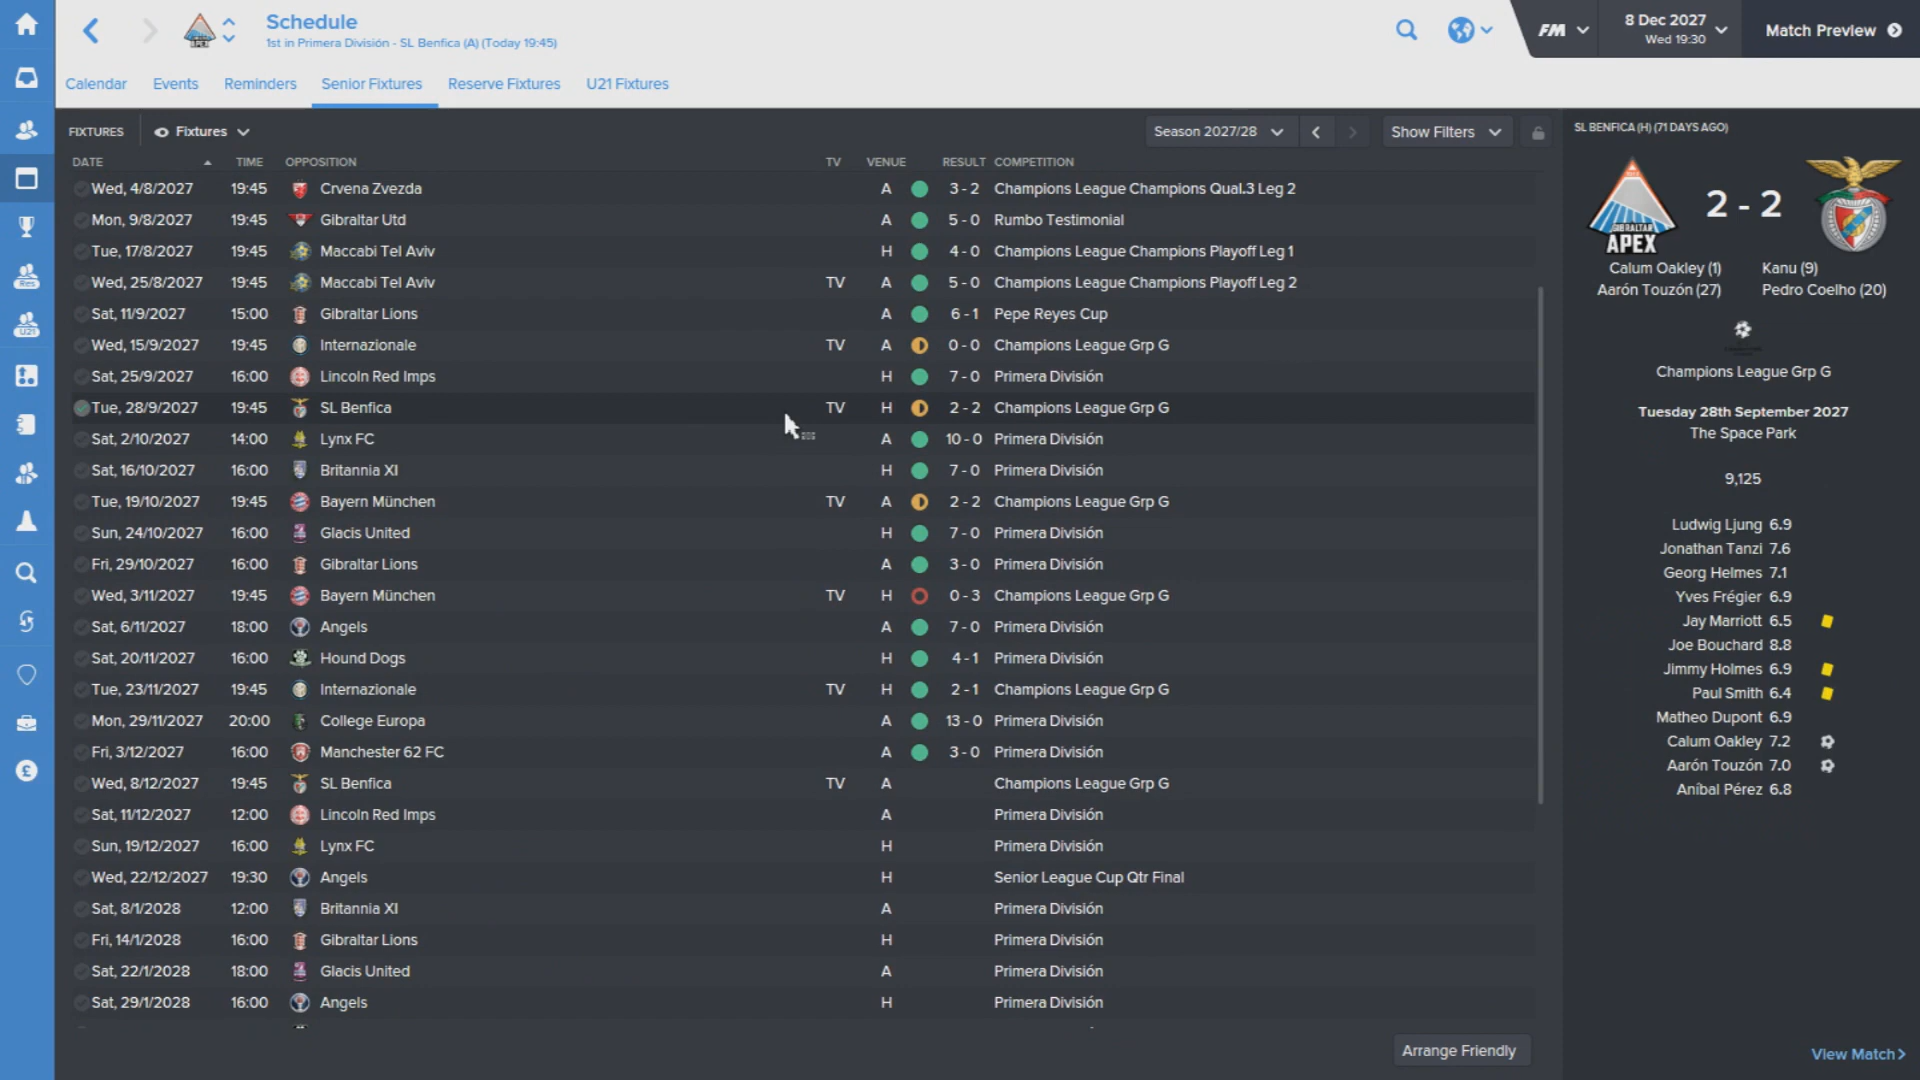 Schedule
1st in Primera División - SL Benfica (A) (Today 19:45)
FM
8 Dec 2027
Wed 19:30
Match Preview
Calendar Events Reminders Senior Fixtures Reserve Fixtures U21 Fixtures
FIXTURES Fixtures Season 2027/28 Show Filters
DATE TIME OPPOSITION TV VENUE RESULT COMPETITION
Wed, 4/8/2027 19:45 Crvena Zvezda A 3 - 2 Champions League Champions Qual.3 Leg 2
Mon, 9/8/2027 19:45 Gibraltar Utd A 5 - 0 Rumbo Testimonial
Tue, 17/8/2027 19:45 Maccabi Tel Aviv H 4 - 0 Champions League Champions Playoff Leg 1
Wed, 25/8/2027 19:45 Maccabi Tel Aviv TV A 5 - 0 Champions League Champions Playoff Leg 2
Sat, 11/9/2027 15:00 Gibraltar Lions A 6 - 1 Pepe Reyes Cup
Wed, 15/9/2027 19:45 Internazionale TV A 0 - 0 Champions League Grp G
Sat, 25/9/2027 16:00 Lincoln Red Imps H 7 - 0 Primera División
Tue, 28/9/2027 19:45 SL Benfica TV H 2 - 2 Champions League Grp G
Sat, 2/10/2027 14:00 Lynx FC A 10 - 0 Primera División
Sat, 16/10/2027 16:00 Britannia XI H 7 - 0 Primera División
Tue, 19/10/2027 19:45 Bayern München TV A 2 - 2 Champions League Grp G
Sun, 24/10/2027 16:00 Glacis United H 7 - 0 Primera División
Fri, 29/10/2027 16:00 Gibraltar Lions A 3 - 0 Primera División
Wed, 3/11/2027 19:45 Bayern München TV H 0 - 3 Champions League Grp G
Sat, 6/11/2027 18:00 Angels A 7 - 0 Primera División
Sat, 20/11/2027 16:00 Hound Dogs H 4 - 1 Primera División
Tue, 23/11/2027 19:45 Internazionale TV H 2 - 1 Champions League Grp G
Mon, 29/11/2027 20:00 College Europa A 13 - 0 Primera División
Fri, 3/12/2027 16:00 Manchester 62 FC A 3 - 0 Primera División
Wed, 8/12/2027 19:45 SL Benfica TV A Champions League Grp G
Sat, 11/12/2027 12:00 Lincoln Red Imps A Primera División
Sun, 19/12/2027 16:00 Lynx FC H Primera División
Wed, 22/12/2027 19:30 Angels H Senior League Cup Qtr Final
Sat, 8/1/2028 12:00 Britannia XI A Primera División
Fri, 14/1/2028 16:00 Gibraltar Lions H Primera División
Sat, 22/1/2028 18:00 Glacis United A Primera División
Sat, 29/1/2028 16:00 Angels H Primera División
Arrange Friendly
Res
U21
SL BENFICA (H) (71 DAYS AGO)
GIBRALTAR
APEX
2 - 2
Calum Oakley (1) Kanu (9)
Aarón Touzón (27) Pedro Coelho (20)
Champions League Grp G
Tuesday 28th September 2027
The Space Park
9,125
Ludwig Ljung 6.9
Jonathan Tanzi 7.6
Georg Helmes 7.1
Yves Frégier 6.9
Jay Marriott 6.5
Joe Bouchard 8.8
Jimmy Holmes 6.9
Paul Smith 6.4
Matheo Dupont 6.9
Calum Oakley 7.2
Aarón Touzón 7.0
Aníbal Pérez 6.8
View Match